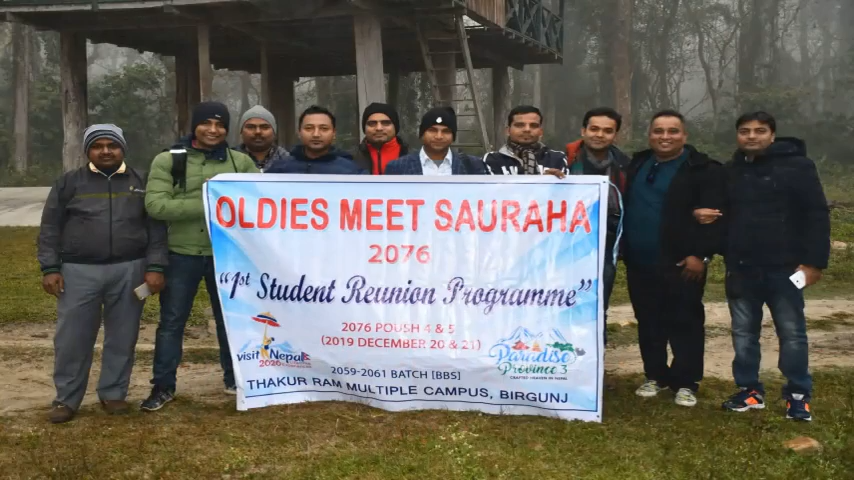 OLDIES MEET SAURAHA
2076
"1st Student Reunion Programme"
2076 POUSH 4 & 5
(2019 DECEMBER 20 & 21)
visit Nepal
2020
Paradise
Province 3
2059-2061 BATCH [BBS]
THAKUR RAM MULTIPLE CAMPUS, BIRGUNJ